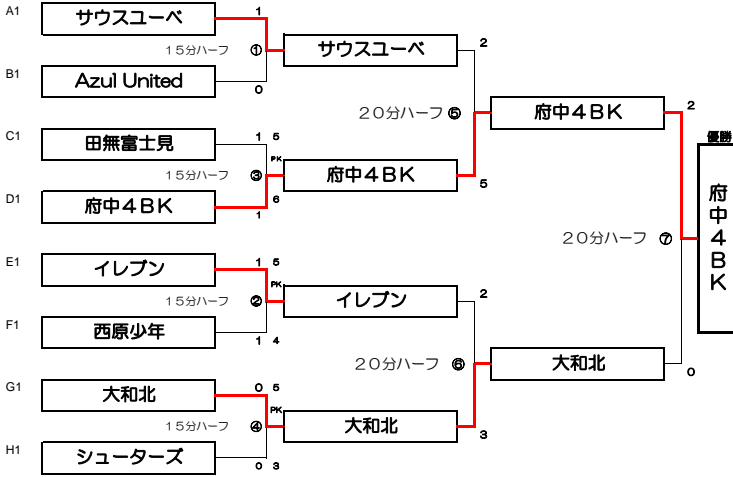 A1 サウスユーベ 1
15分ハーフ ①
B1 Azul United 0
サウスユーベ 2
20分ハーフ ⑤
C1 田無富士見 1 5
15分ハーフ ③ PK
D1 府中4BK 1 6
府中4BK 5
府中4BK 2
E1 イレブン 1 5
15分ハーフ ② PK
F1 西原少年 1 4
イレブン 2
20分ハーフ ⑥
G1 大和北 0 5
15分ハーフ ④ PK
H1 シューターズ 0 3
大和北 3
大和北 0
20分ハーフ ⑦
優勝
府中4BK